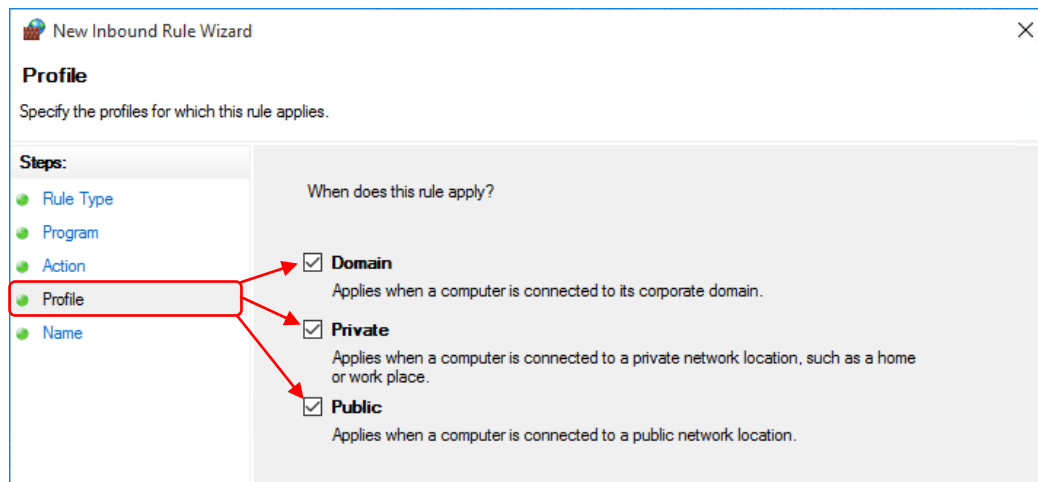 New Inbound Rule Wizard
Profile
Specify the profiles for which this rule applies.
Steps:
Rule Type
Program
Action
Profile
Name
When does this rule apply?
Domain
Applies when a computer is connected to its corporate domain.
Private
Applies when a computer is connected to a private network location, such as a home
or work place.
Public
Applies when a computer is connected to a public network location.